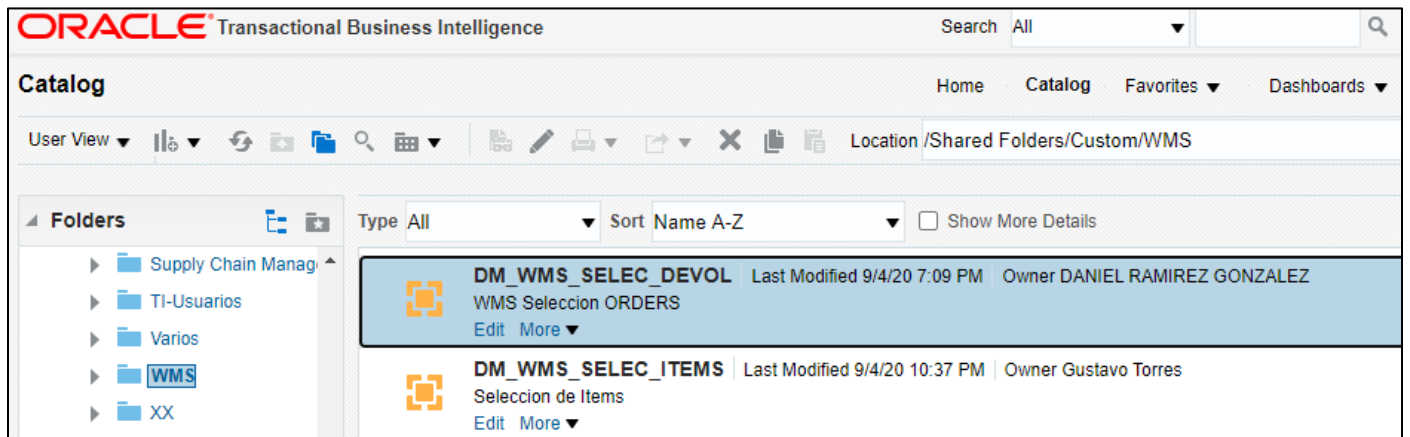 ORACLE Transactional Business Intelligence Search All
Catalog Home Catalog Favorites Dashboards
User View Location /Shared Folders/Custom/WMS
Folders Type All Sort Name A-Z Show More Details
Supply Chain Manag
TI-Usuarios
Varios
WMS
XX
DM_WMS_SELEC_DEVOL Last Modified 9/4/20 7:09 PM Owner DANIEL RAMIREZ GONZALEZ
WMS Seleccion ORDERS
Edit More
DM_WMS_SELEC_ITEMS Last Modified 9/4/20 10:37 PM Owner Gustavo Torres
Seleccion de Items
Edit More